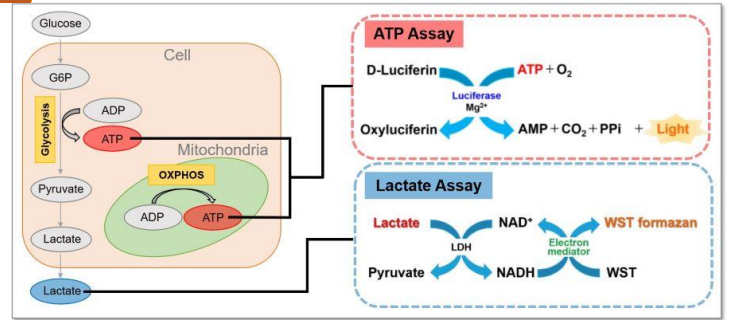 Glucose
Cell
G6P
Glycolysis
ADP
ATP
Mitochondria
OXPHOS
ADP
ATP
Pyruvate
Lactate
Lactate
ATP Assay
D-Luciferin
ATP + O₂
Luciferase
Mg²⁺
Oxyluciferin
AMP + CO₂ + PPi + Light
Lactate Assay
Lactate
NAD⁺
WST formazan
LDH
Electron
mediator
Pyruvate
NADH
WST